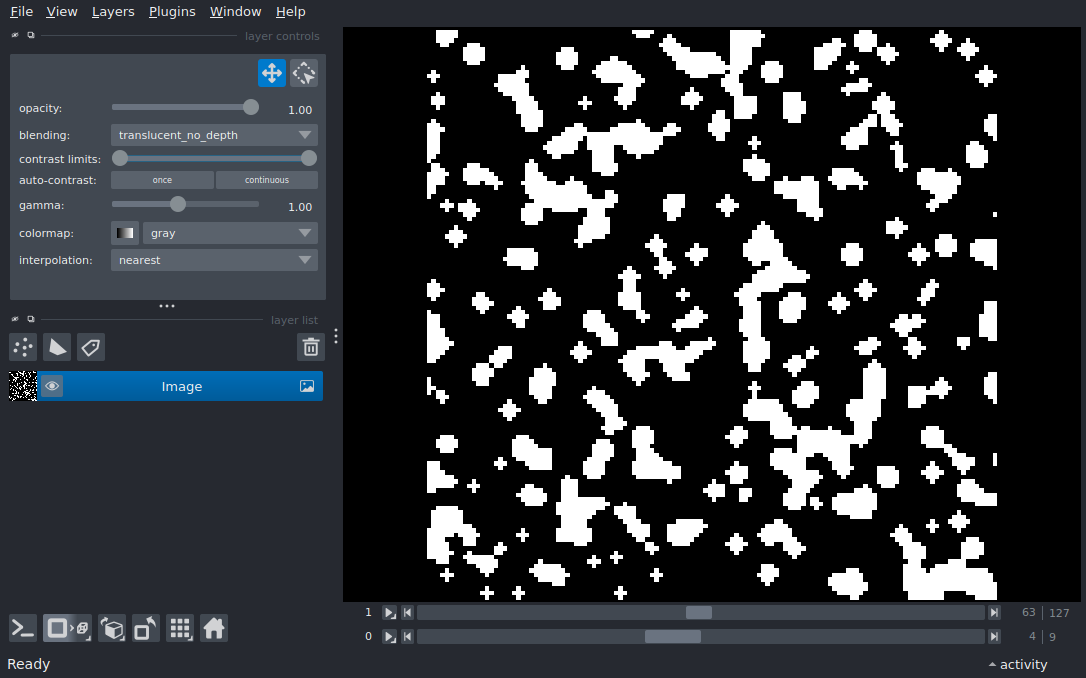 File View Layers Plugins Window Help
layer controls
opacity: 1.00
blending: translucent_no_depth
contrast limits:
auto-contrast: once continuous
gamma: 1.00
colormap: gray
interpolation: nearest
layer list
Image
1 63 127
0 4 9
Ready activity